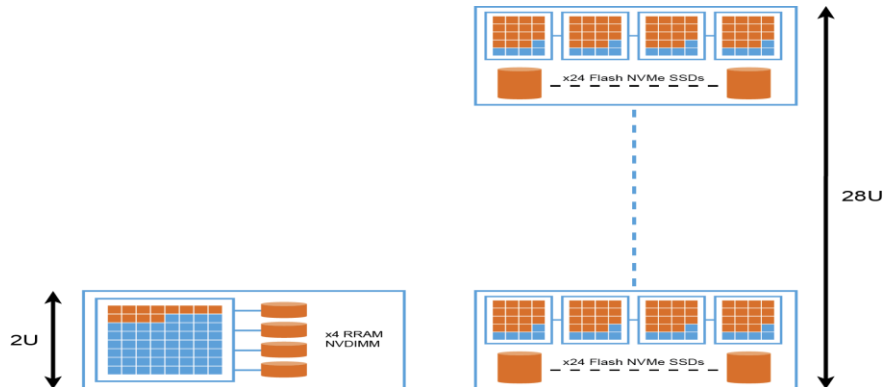 x24 Flash NVMe SSDs
28U
2U
x4 RRAM
NVDIMM
x24 Flash NVMe SSDs